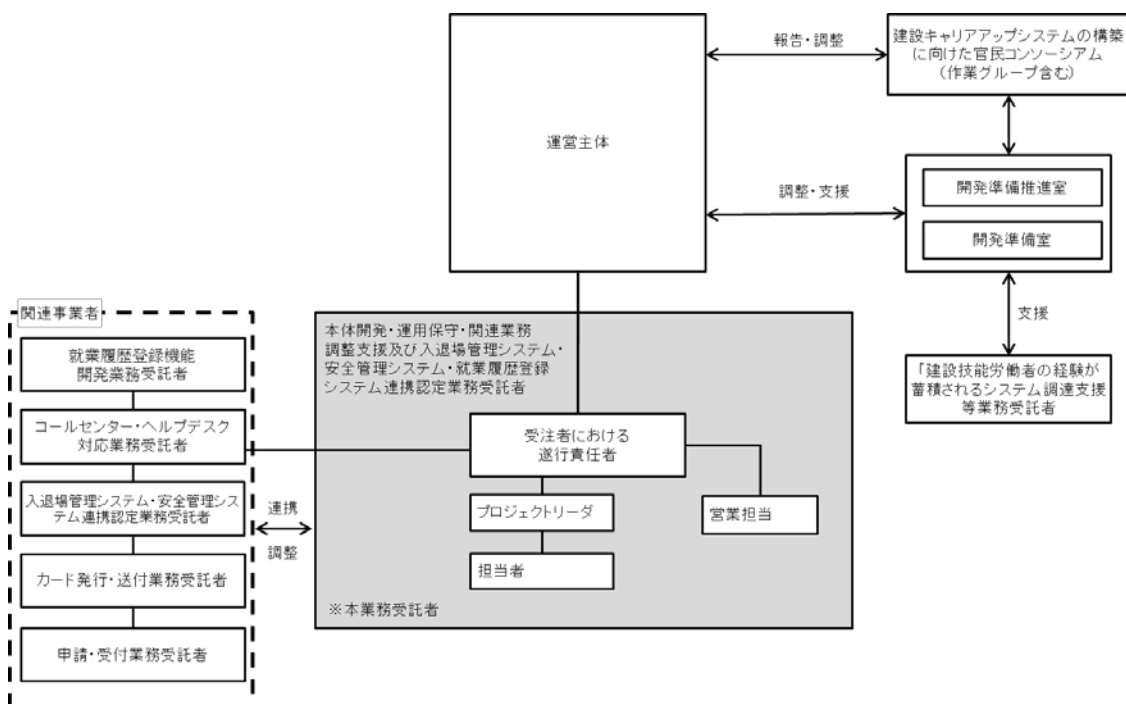 運営主体
報告・調整
建設キャリアアップシステムの構築
に向けた官民コンソーシアム
（作業グループ含む）
調整・支援
開発準備推進室
開発準備室
支援
「建設技能労働者の経験が
蓄積されるシステム調達支援
等業務受託者
関連事業者
就業履歴登録機能
開発業務受託者
コールセンター・ヘルプデスク
対応業務受託者
入退場管理システム・安全管理シス
テム連携認定業務受託者
カード発行・送付業務受託者
申請・受付業務受託者
連携
調整
本体開発・運用保守・関連業務
調整支援及び入退場管理システム・
安全管理システム・就業履歴登録
システム連携認定業務受託者
受注者における
遂行責任者
プロジェクトリーダ
営業担当
担当者
※本業務受託者